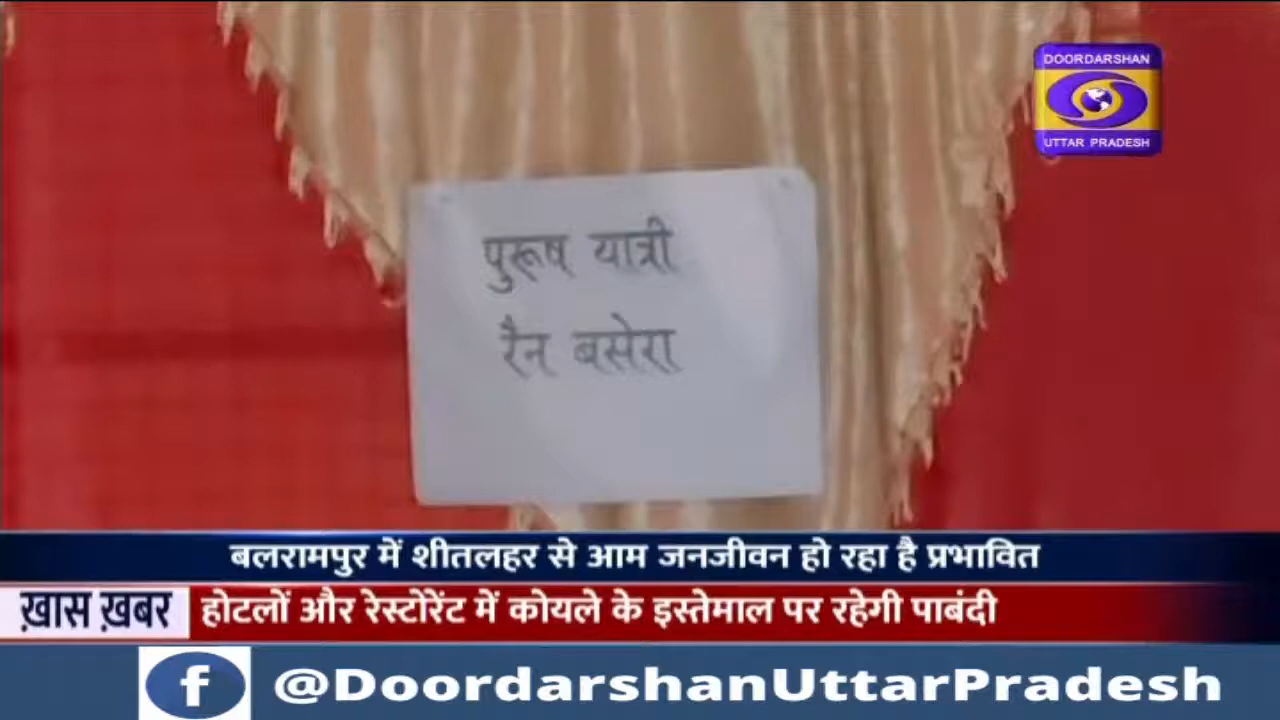 DOORDARSHAN
UTTAR PRADESH
पुरूष यात्री
रैन बसेरा
बलरामपुर में शीतलहर से आम जनजीवन हो रहा है प्रभावित
ख़ास ख़बर होटलों और रेस्टोरेंट में कोयले के इस्तेमाल पर रहेगी पाबंदी
f @DoordarshanUttarPradesh